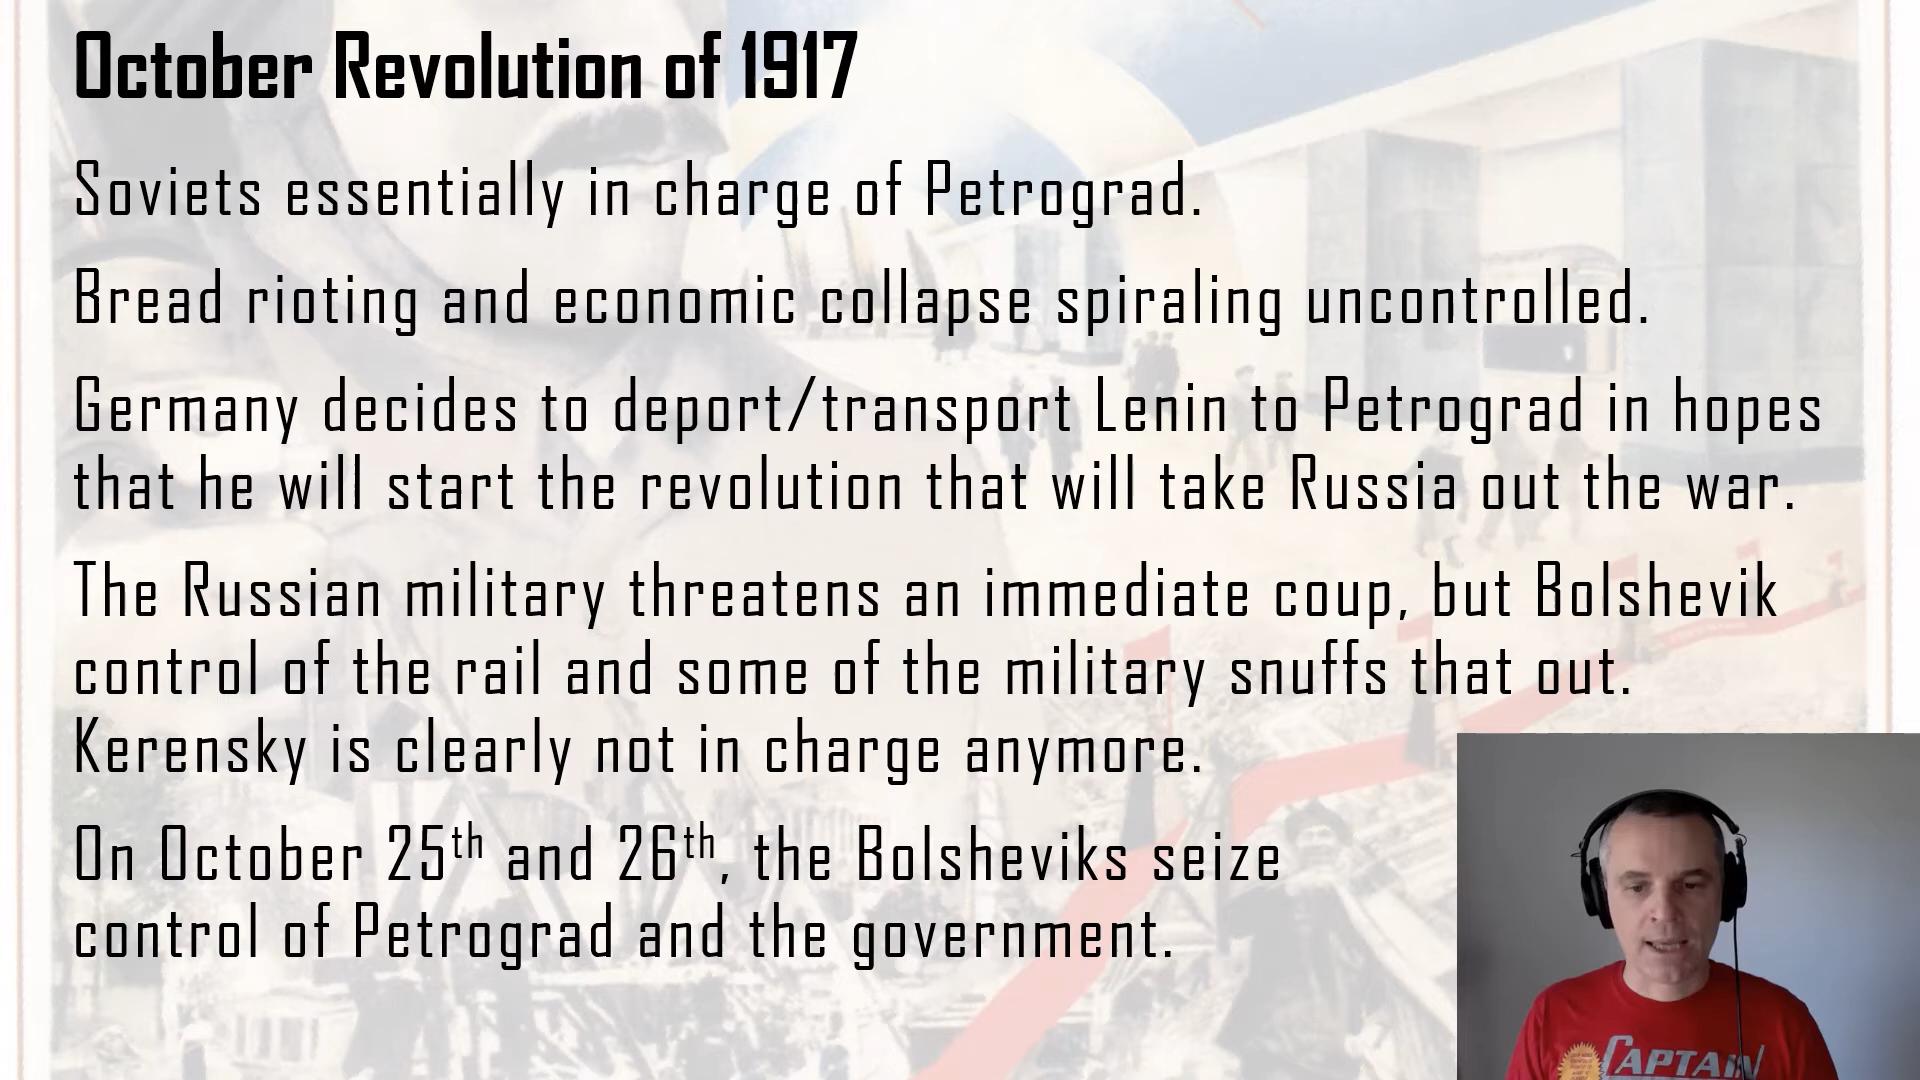 October Revolution of 1917
Soviets essentially in charge of Petrograd.
Bread rioting and economic collapse spiraling uncontrolled.
Germany decides to deport/transport Lenin to Petrograd in hopes
that he will start the revolution that will take Russia out the war.
The Russian military threatens an immediate coup, but Bolshevik
control of the rail and some of the military snuffs that out.
Kerensky is clearly not in charge anymore.
On October 25th and 26th, the Bolsheviks seize
control of Petrograd and the government.
CAPTAIN